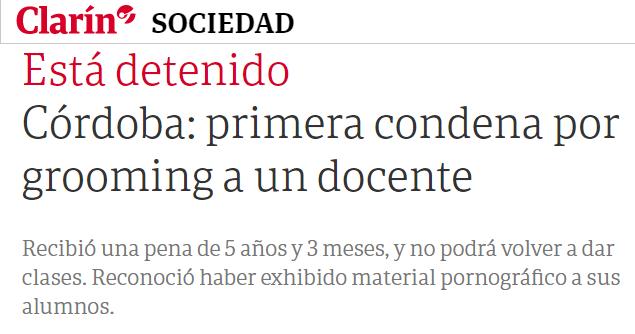 Clarín SOCIEDAD
Está detenido
Córdoba: primera condena por
grooming a un docente
Recibió una pena de 5 años y 3 meses, y no podrá volver a dar
clases. Reconoció haber exhibido material pornográfico a sus
alumnos.